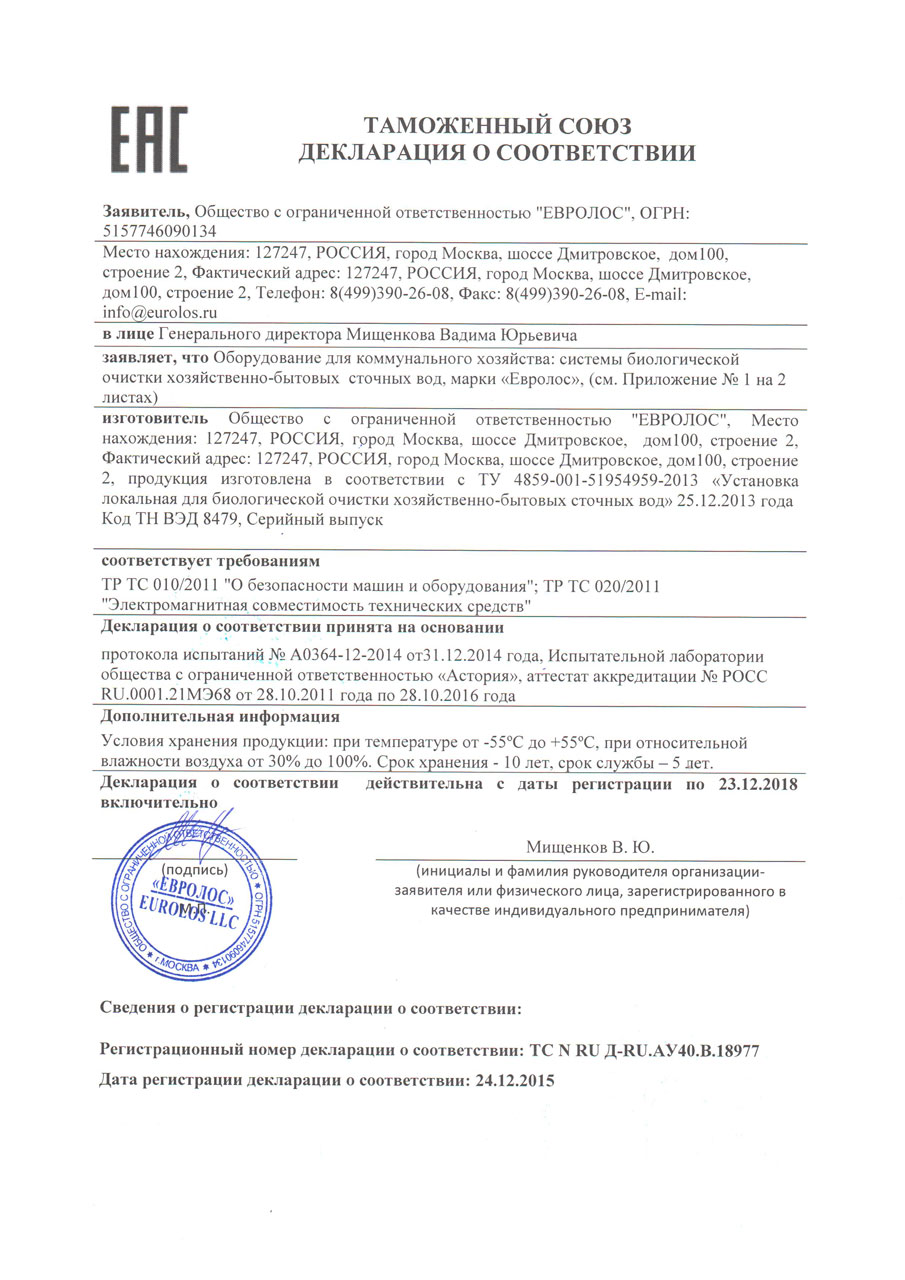 EAC
ТАМОЖЕННЫЙ СОЮЗ
ДЕКЛАРАЦИЯ О СООТВЕТСТВИИ
Заявитель, Общество с ограниченной ответственностью "ЕВРОЛОС", ОГРН:
5157746090134
Место нахождения: 127247, РОССИЯ, город Москва, шоссе Дмитровское, дом100,
строение 2, Фактический адрес: 127247, РОССИЯ, город Москва, шоссе Дмитровское,
дом100, строение 2, Телефон: 8(499)390-26-08, Факс: 8(499)390-26-08, E-mail:
info@eurolos.ru
в лице Генерального директора Мищенкова Вадима Юрьевича
заявляет, что Оборудование для коммунального хозяйства: системы биологической
очистки хозяйственно-бытовых сточных вод, марки «Евролос», (см. Приложение № 1 на 2
листах)
изготовитель Общество с ограниченной ответственностью "ЕВРОЛОС", Место
нахождения: 127247, РОССИЯ, город Москва, шоссе Дмитровское, дом100, строение 2,
Фактический адрес: 127247, РОССИЯ, город Москва, шоссе Дмитровское, дом100, строение
2, продукция изготовлена в соответствии с ТУ 4859-001-51954959-2013 «Установка
локальная для биологической очистки хозяйственно-бытовых сточных вод» 25.12.2013 года
Код ТН ВЭД 8479, Серийный выпуск
соответствует требованиям
ТР ТС 010/2011 "О безопасности машин и оборудования"; ТР ТС 020/2011
"Электромагнитная совместимость технических средств"
Декларация о соответствии принята на основании
протокола испытаний № А0364-12-2014 от31.12.2014 года, Испытательной лаборатории
общества с ограниченной ответственностью «Астория», аттестат аккредитации № РОСС
RU.0001.21МЭ68 от 28.10.2011 года по 28.10.2016 года
Дополнительная информация
Условия хранения продукции: при температуре от -55ºС до +55ºС, при относительной
влажности воздуха от 30% до 100%. Срок хранения - 10 лет, срок службы – 5 лет.
Декларация о соответствии действительна с даты регистрации по 23.12.2018
включительно
Мищенков В. Ю.
(подпись)
(инициалы и фамилия руководителя организации-
заявителя или физического лица, зарегистрированного в
качестве индивидуального предпринимателя)
ОБЩЕСТВО С ОГРАНИЧЕННОЙ ОТВЕТСТВЕННОСТЬЮ * ОГРН 5157746090134 * г.МОСКВА *
«ЕВРОЛОС»
М.П.
EUROLOS LLC
Сведения о регистрации декларации о соответствии:
Регистрационный номер декларации о соответствии: ТС N RU Д-RU.АУ40.В.18977
Дата регистрации декларации о соответствии: 24.12.2015